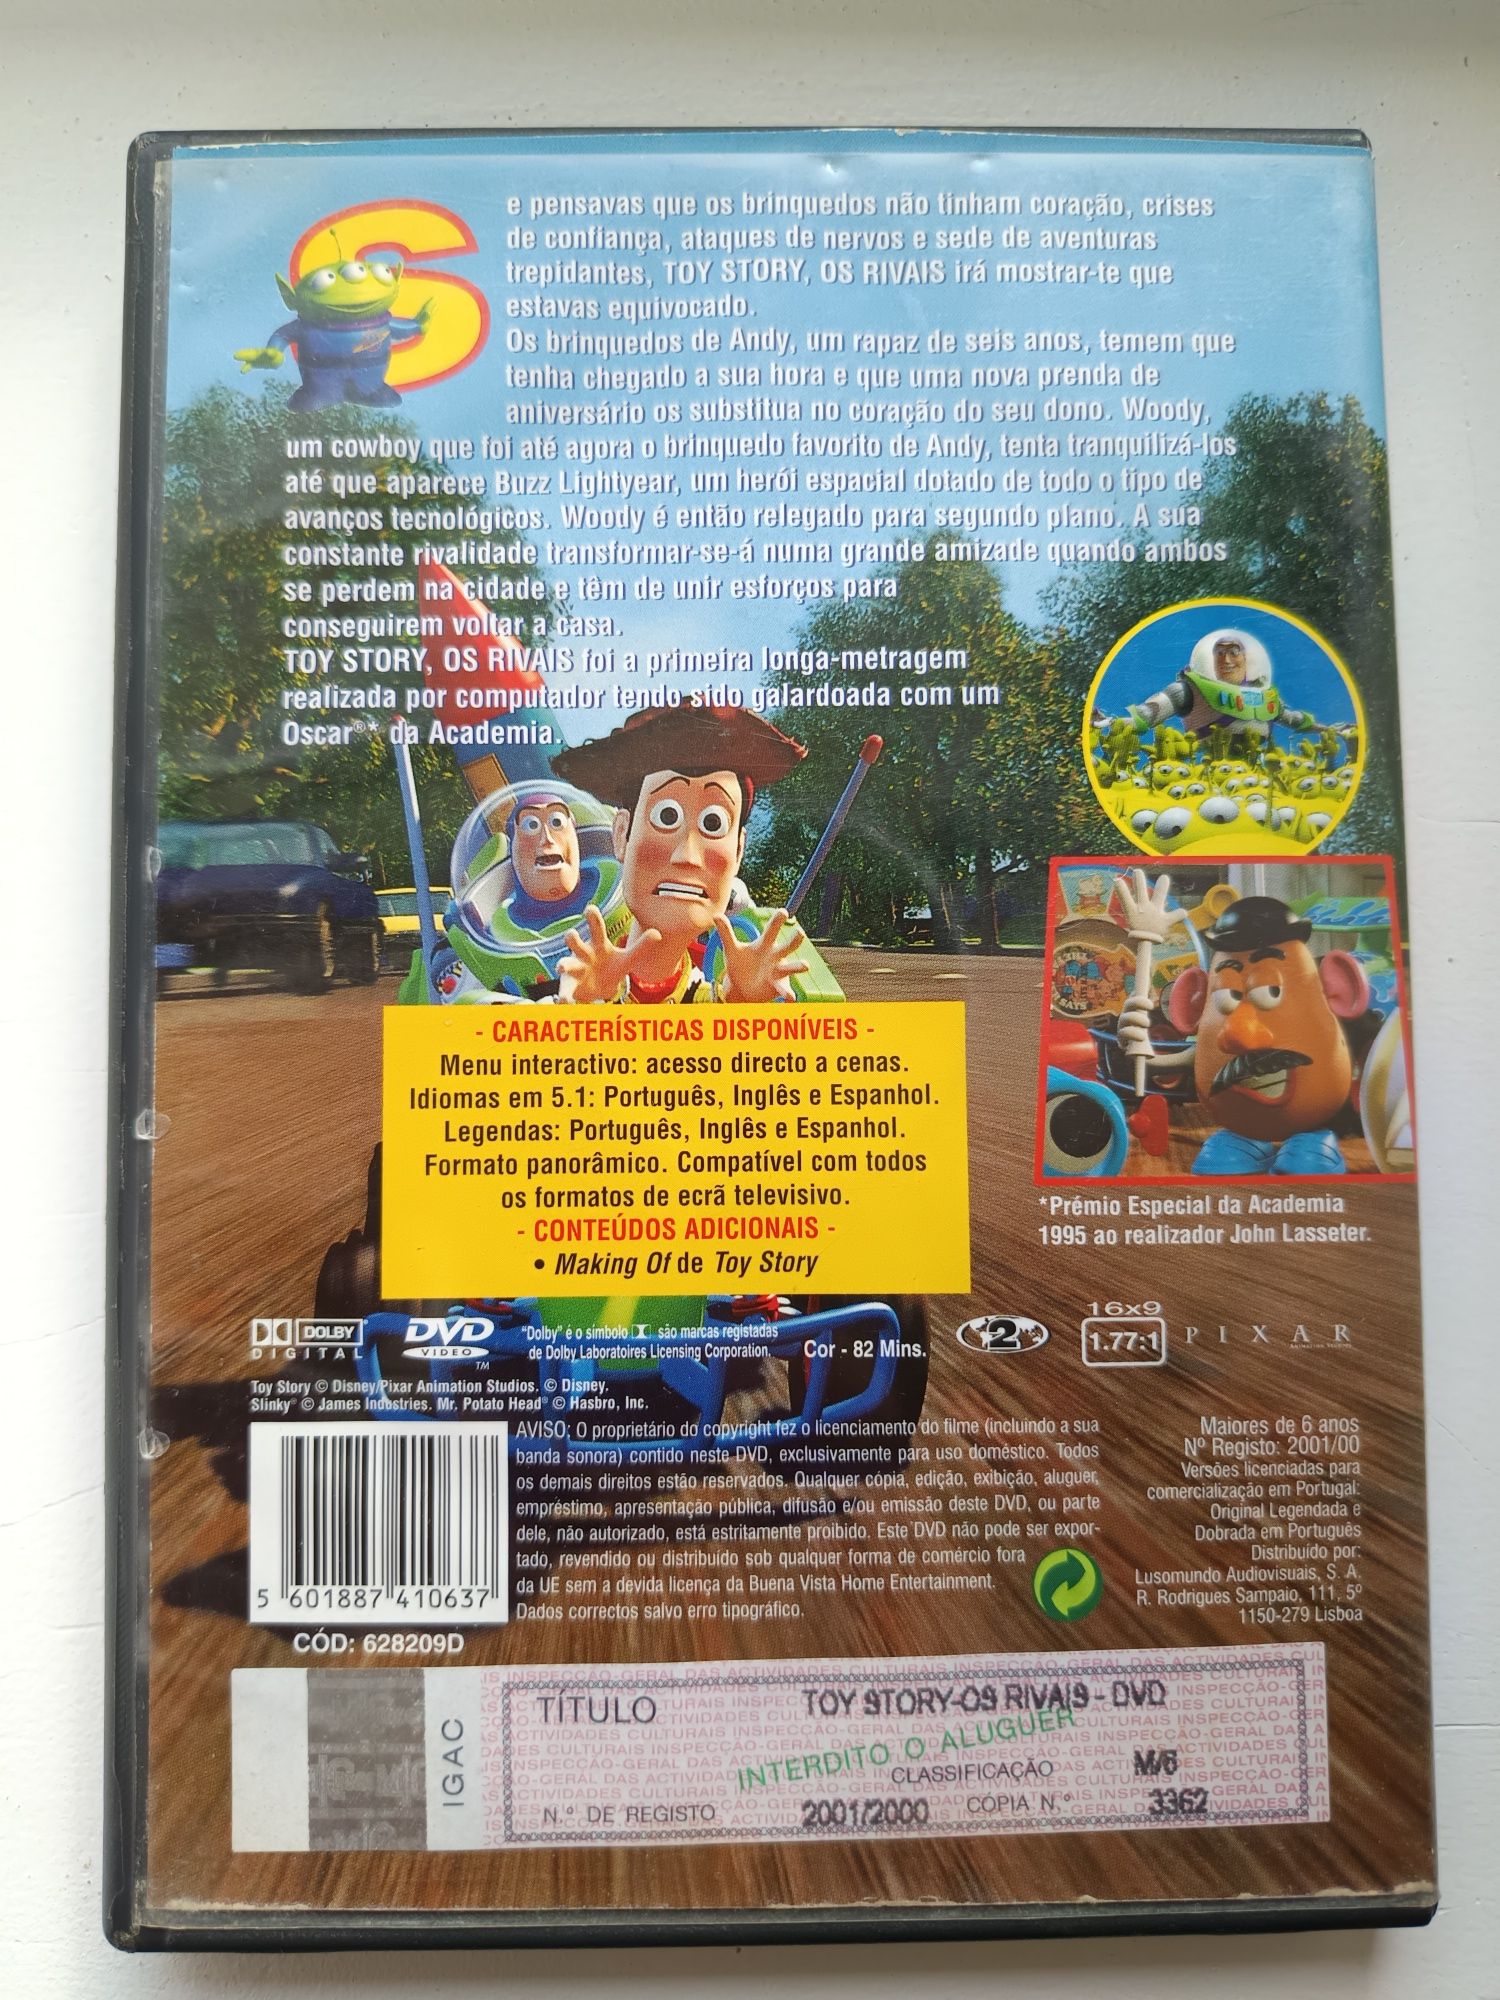 S
e pensavas que os brinquedos não tinham coração, crises
de confiança, ataques de nervos e sede de aventuras
trepidantes, TOY STORY, OS RIVAIS irá mostrar-te que
estavas equivocado.
Os brinquedos de Andy, um rapaz de seis anos, temem que
tenha chegado a sua hora e que uma nova prenda de
aniversário os substitua no coração do seu dono. Woody,
um cowboy que foi até agora o brinquedo favorito de Andy, tenta tranquilizá-los
até que aparece Buzz Lightyear, um herói espacial dotado de todo o tipo de
avanços tecnológicos. Woody é então relegado para segundo plano. A sua
constante rivalidade transformar-se-á numa grande amizade quando ambos
se perdem na cidade e têm de unir esforços para
conseguirem voltar a casa.
TOY STORY, OS RIVAIS foi a primeira longa-metragem
realizada por computador tendo sido galardoada com um
Oscar®* da Academia.
- CARACTERÍSTICAS DISPONÍVEIS -
Menu interactivo: acesso directo a cenas.
Idiomas em 5.1: Português, Inglês e Espanhol.
Legendas: Português, Inglês e Espanhol.
Formato panorâmico. Compatível com todos
os formatos de ecrã televisivo.
- CONTEÚDOS ADICIONAIS -
• Making Of de Toy Story
*Prémio Especial da Academia
1995 ao realizador John Lasseter.
DOLBY DIGITAL
DVD VIDEO ™
"Dolby" é o simbolo são marcas registadas
de Dolby Laboratoires Licensing Corporation.
Cor - 82 Mins.
2
16x9
1.77:1
PIXAR
ANIMATION STUDIOS
Toy Story © Disney/Pixar Animation Studios. © Disney.
Slinky® © James Industries. Mr. Potato Head® © Hasbro, Inc.
AVISO: O proprietário do copyright fez o licenciamento do filme (incluindo a sua
banda sonora) contido neste DVD, exclusivamente para uso doméstico. Todos
os demais direitos estão reservados. Qualquer cópia, edição, exibição, aluguer,
empréstimo, apresentação pública, difusão e/ou emissão deste DVD, ou parte
dele, não autorizado, está estritamente proibido. Este DVD não pode ser expor-
tado, revendido ou distribuído sob qualquer forma de comércio fora
da UE sem a devida licença da Buena Vista Home Entertainment.
Dados correctos salvo erro tipográfico.
Maiores de 6 anos
Nº Registo: 2001/00
Versões licenciadas para
comercialização em Portugal:
Original Legendada e
Dobrada em Português
Distribuído por:
Lusomundo Audiovisuais, S. A.
R. Rodrigues Sampaio, 111, 5º
1150-279 Lisboa
5 601887 410637
CÓD: 628209D
IGAC
TÍTULO TOY STORY-OS RIVAIS - DVD
INTERDITO O ALUGUER
CLASSIFICAÇÃO M/6
N.º DE REGISTO 2001/2000 CÓPIA N.º 3362